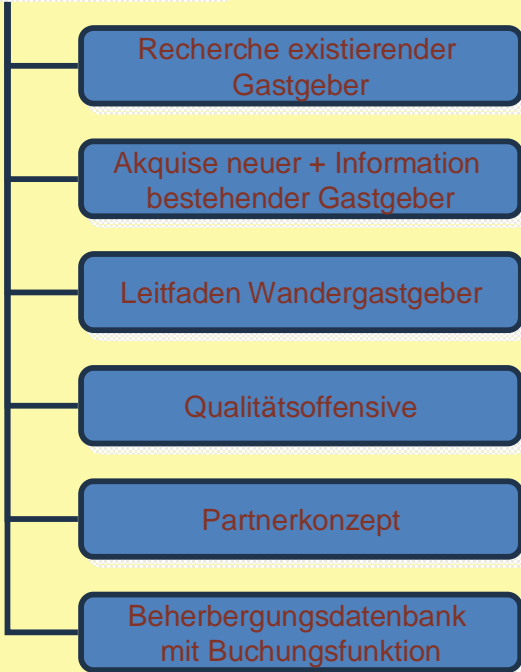 Recherche existierender
Gastgeber
Akquise neuer + Information
bestehender Gastgeber
Leitfaden Wandergastgeber
Qualitätsoffensive
Partnerkonzept
Beherbergungsdatenbank
mit Buchungsfunktion